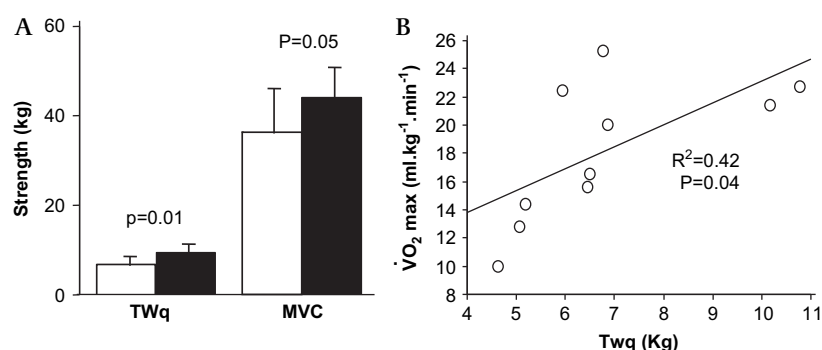 A
Strength (kg)
60
40
20
0
P=0.05
p=0.01
TWq
MVC
B
V̇O2 max (ml.kg-1.min-1)
26
24
22
20
18
16
14
12
10
8
R2=0.42
P=0.04
4 5 6 7 8 9 10 11
Twq (Kg)